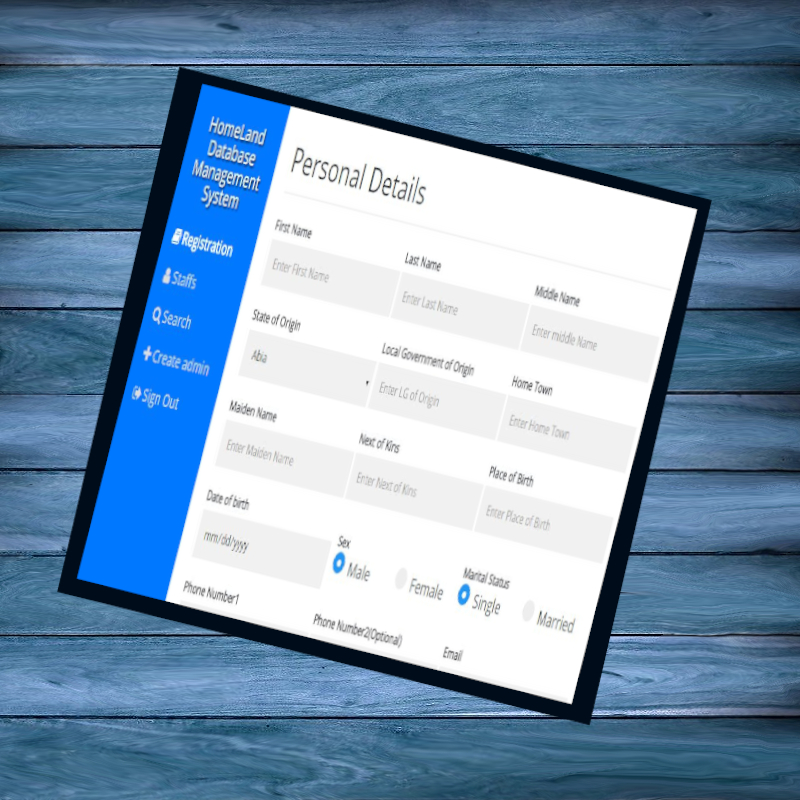 HomeLand
Database
Management
System
Registration
Staffs
Search
Create admin
Sign Out
Personal Details
First Name
Last Name
Middle Name
Enter First Name
Enter Last Name
Enter middle Name
State of Origin
Local Government of Origin
Home Town
Abia
Enter LG of Origin
Enter Home Town
Maiden Name
Next of Kins
Place of Birth
Enter Maiden Name
Enter Next of Kins
Enter Place of Birth
Date of birth
Sex
Marital Status
mm/dd/yyyy
Male
Female
Single
Married
Phone Number1
Phone Number2(Optional)
Email